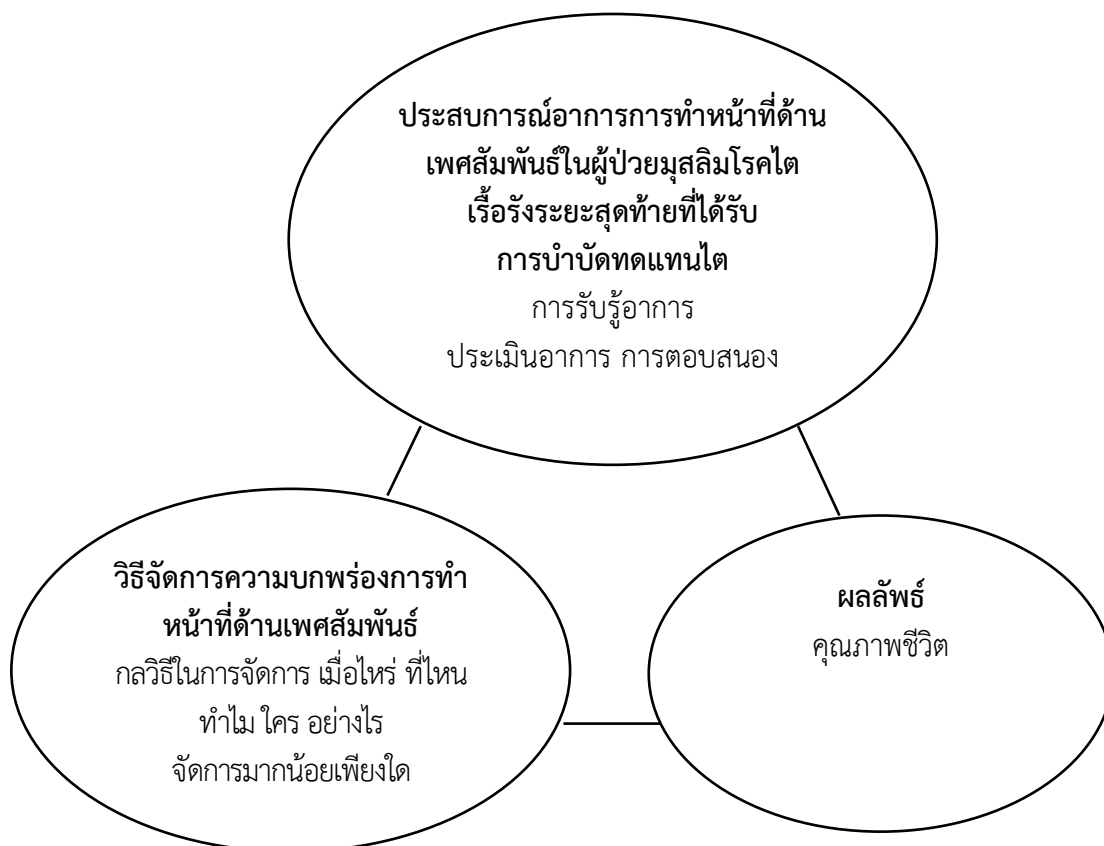 ประสบการณ์อาการการทำหน้าที่ด้าน
เพศสัมพันธ์ในผู้ป่วยมุสลิมโรคไต
เรื้อรังระยะสุดท้ายที่ได้รับ
การบำบัดทดแทนไต
การรับรู้อาการ
ประเมินอาการ การตอบสนอง
วิธีจัดการความบกพร่องการทำ
หน้าที่ด้านเพศสัมพันธ์
กลวิธีในการจัดการ เมื่อไหร่ ที่ไหน
ทำไม ใคร อย่างไร
จัดการมากน้อยเพียงใด
ผลลัพธ์
คุณภาพชีวิต